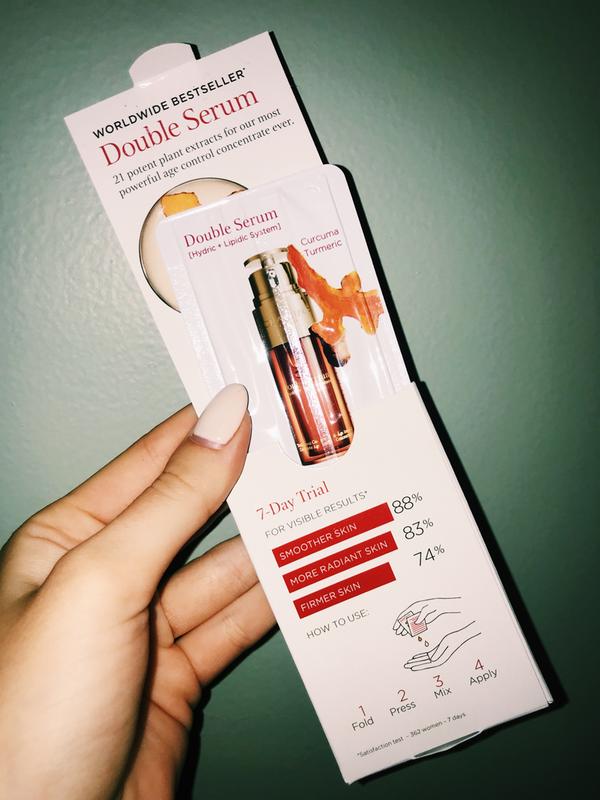 WORLDWIDE BESTSELLER*
Double Serum
21 potent plant extracts for our most
powerful age control concentrate ever.
Double Serum
[Hydric + Lipidic System]
Curcuma
Turmeric
7-Day Trial
FOR VISIBLE RESULTS*
SMOOTHER SKIN 88%
MORE RADIANT SKIN 83%
FIRMER SKIN 74%
HOW TO USE:
1 2 3 4
Fold Press Mix Apply
*Satisfaction test - 362 women - 7 days